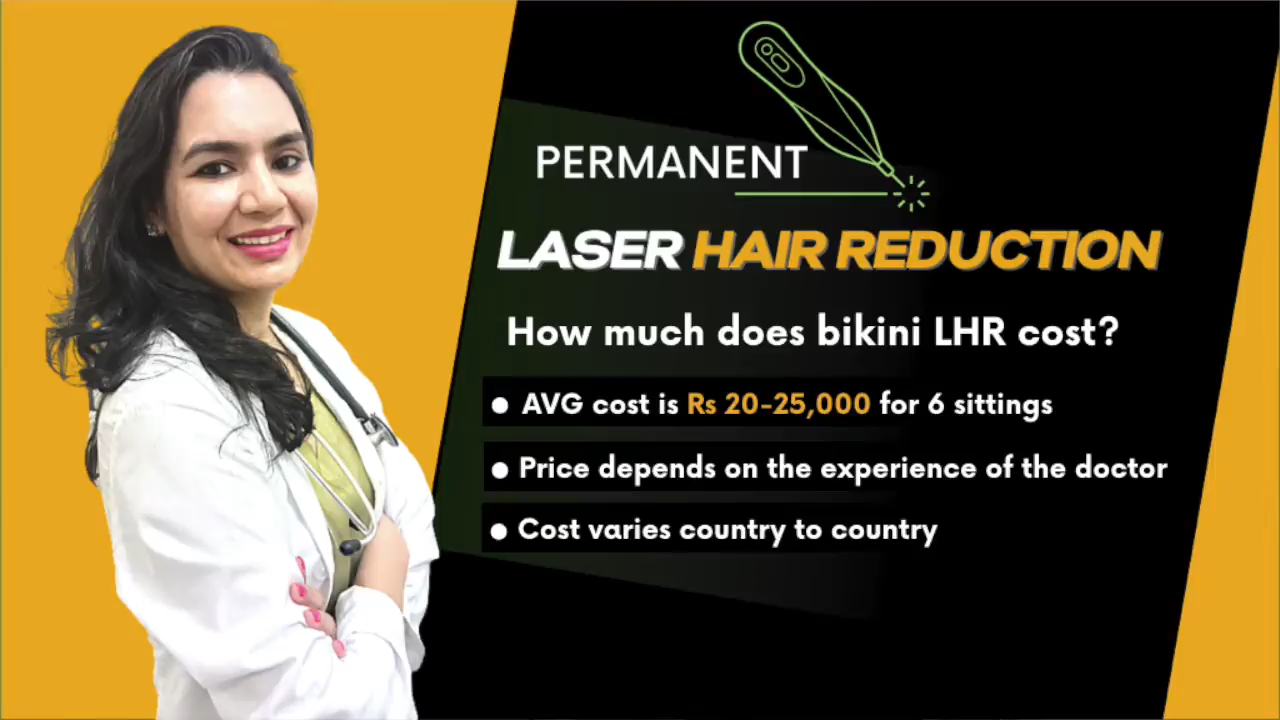 PERMANENT
LASER HAIR REDUCTION
How much does bikini LHR cost?
● AVG cost is Rs 20-25,000 for 6 sittings
● Price depends on the experience of the doctor
● Cost varies country to country